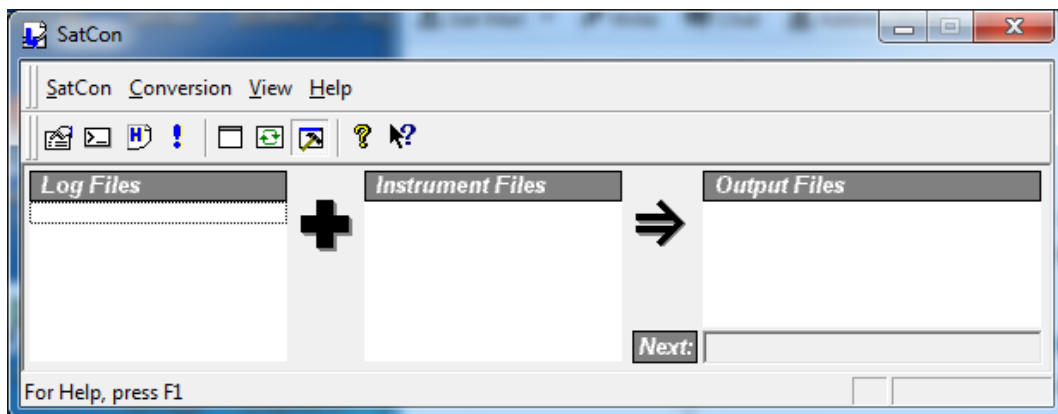 SatCon
SatCon Conversion View Help
Log Files
Instrument Files
Output Files
Next:
For Help, press F1